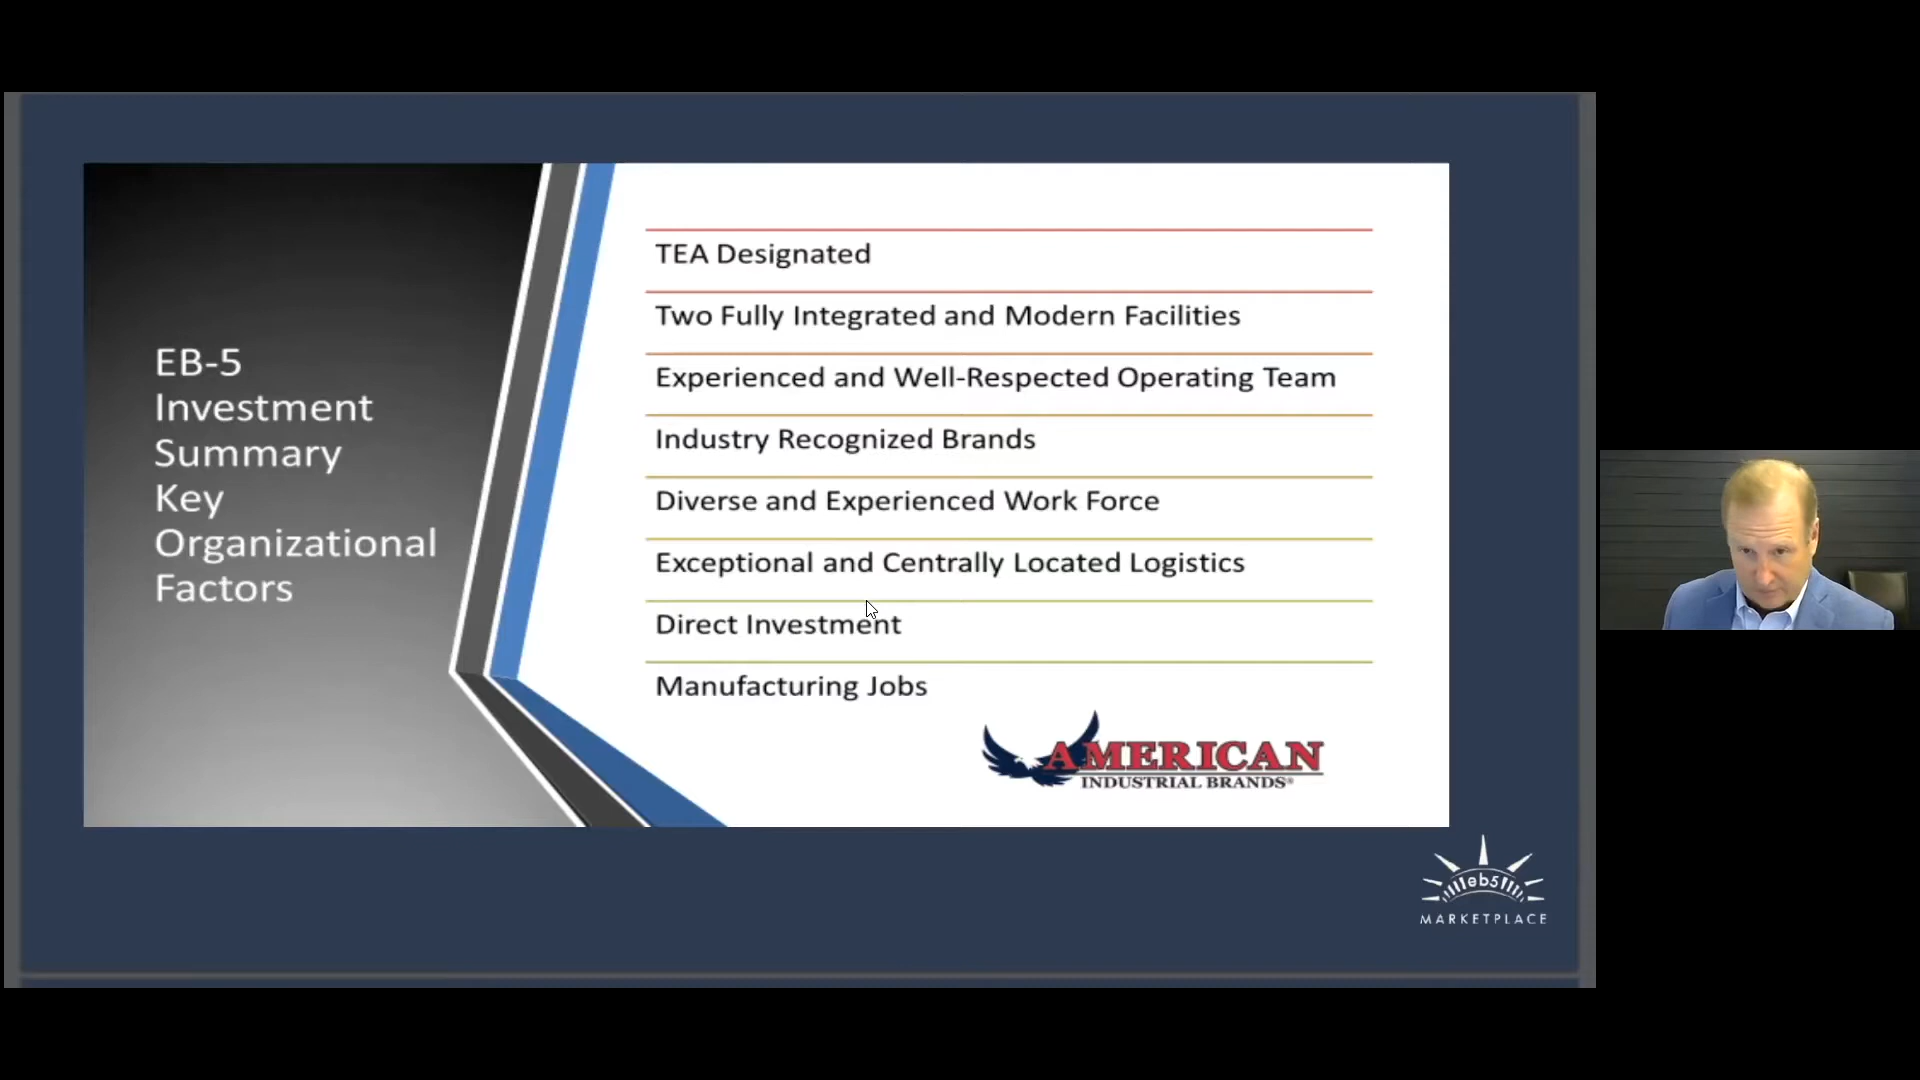 EB-5
Investment
Summary
Key
Organizational
Factors
TEA Designated
Two Fully Integrated and Modern Facilities
Experienced and Well-Respected Operating Team
Industry Recognized Brands
Diverse and Experienced Work Force
Exceptional and Centrally Located Logistics
Direct Investment
Manufacturing Jobs
AMERICAN
INDUSTRIAL BRANDS®
eb5
MARKETPLACE